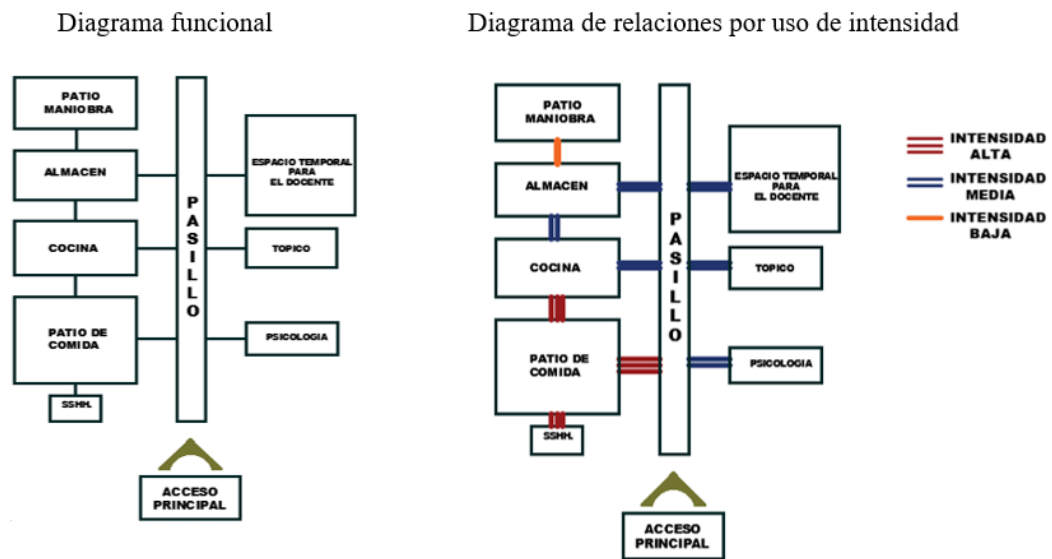 Diagrama funcional
PATIO
MANIOBRA
ALMACEN
COCINA
PATIO DE
COMIDA
SSHH.
PASILLO
ESPACIO TEMPORAL
PARA
EL DOCENTE
TOPICO
PSICOLOGIA
ACCESO
PRINCIPAL
Diagrama de relaciones por uso de intensidad
PATIO
MANIOBRA
ALMACEN
COCINA
PATIO DE
COMIDA
SSHH.
PASILLO
ESPACIO TEMPORAL
PARA
EL DOCENTE
TOPICO
PSICOLOGIA
ACCESO
PRINCIPAL
INTENSIDAD
ALTA
INTENSIDAD
MEDIA
INTENSIDAD
BAJA